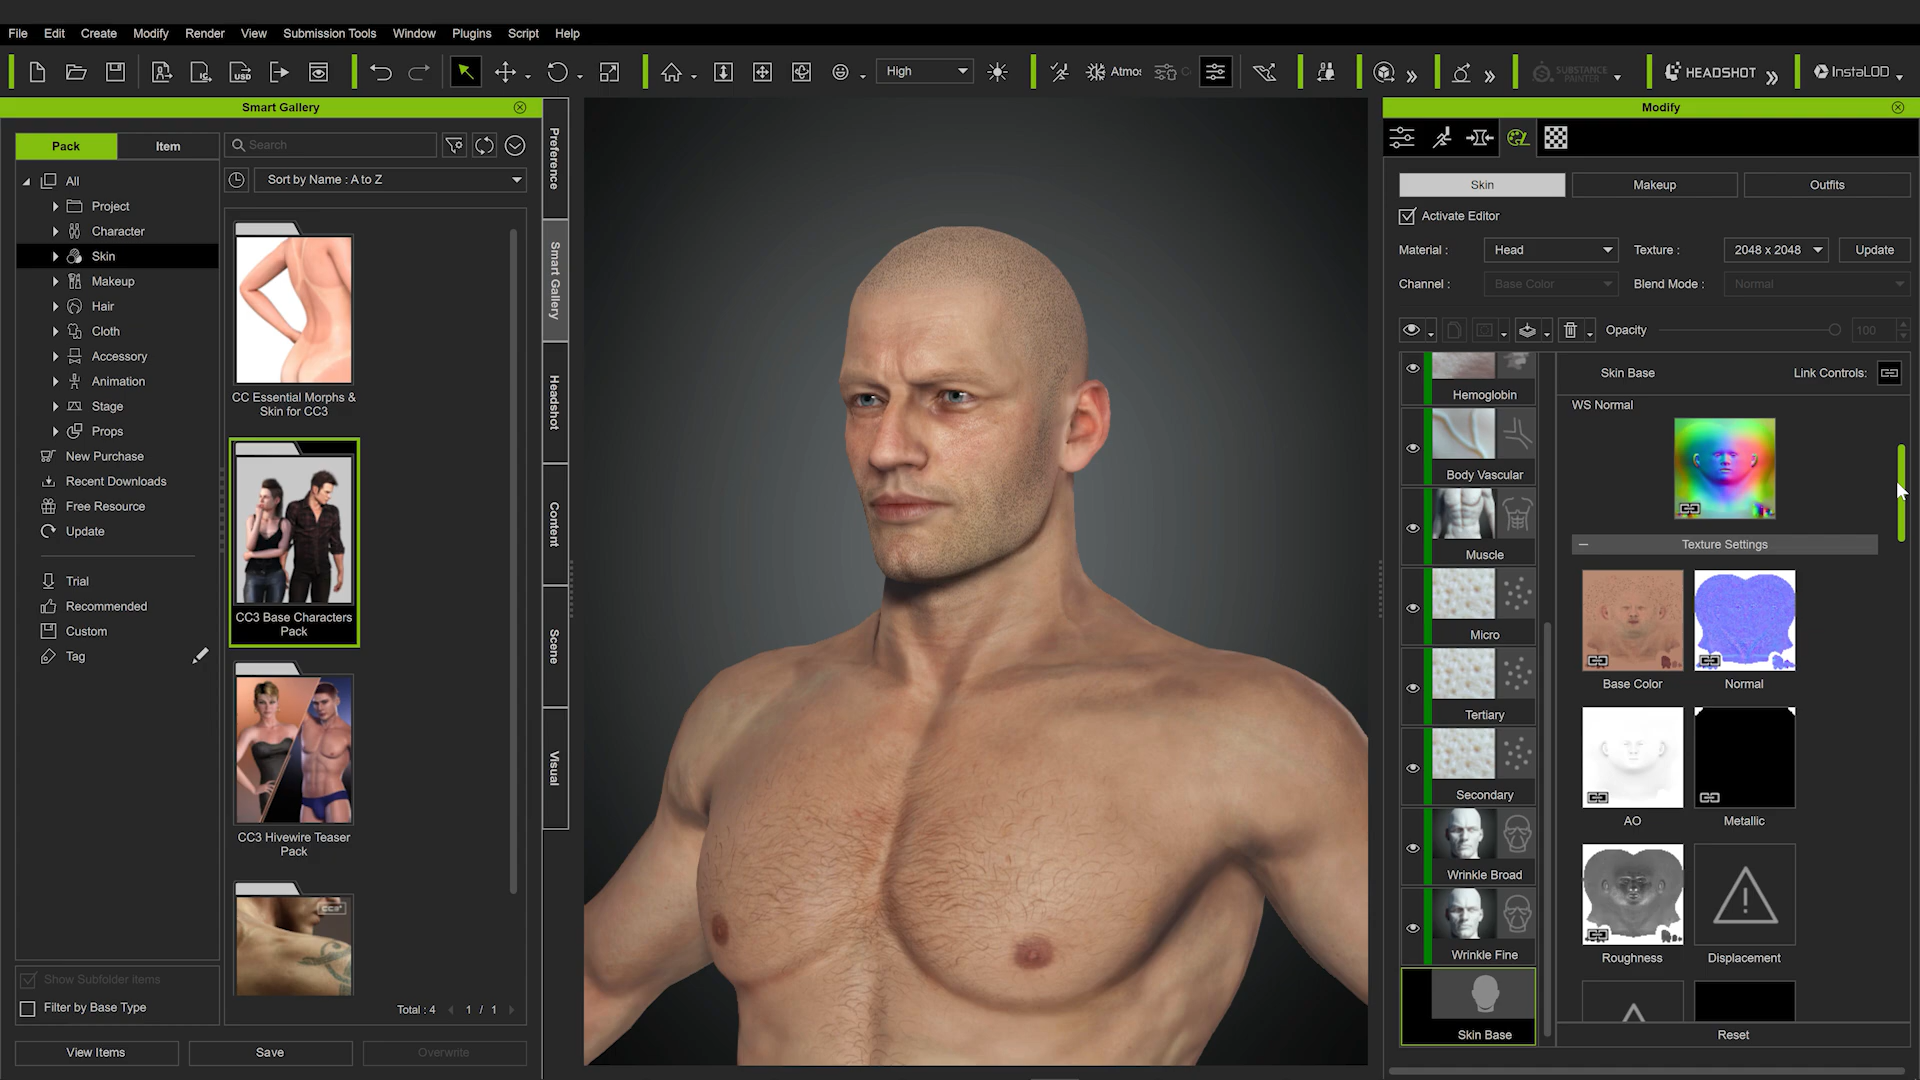 File Edit Create Modify Render View Submission Tools Window Plugins Script Help
High
Atmos
SUBSTANCE PAINTER
HEADSHOT
InstaLOD
Smart Gallery
Pack Item
Search
Sort by Name : A to Z
All
Project
Character
Skin
Makeup
Hair
Cloth
Accessory
Animation
Stage
Props
New Purchase
Recent Downloads
Free Resource
Update
Trial
Recommended
Custom
Tag
Show Subfolder Items
Filter by Base Type
CC Essential Morphs &
Skin for CC3
CC3 Base Characters
Pack
CC3 Hivewire Teaser
Pack
Total : 4 1 / 1
View Items Save Overwrite
Preference
Smart Gallery
Headshot
Content
Scene
Visual
Modify
Skin Makeup Outfits
Activate Editor
Material : Head Texture : 2048 x 2048 Update
Channel : Base Color Blend Mode : Normal
Opacity 100
Hemoglobin
Body Vascular
Muscle
Micro
Tertiary
Secondary
Wrinkle Broad
Wrinkle Fine
Skin Base
Skin Base Link Controls:
WS Normal
Texture Settings
Base Color Normal
AO Metallic
Roughness Displacement
Reset